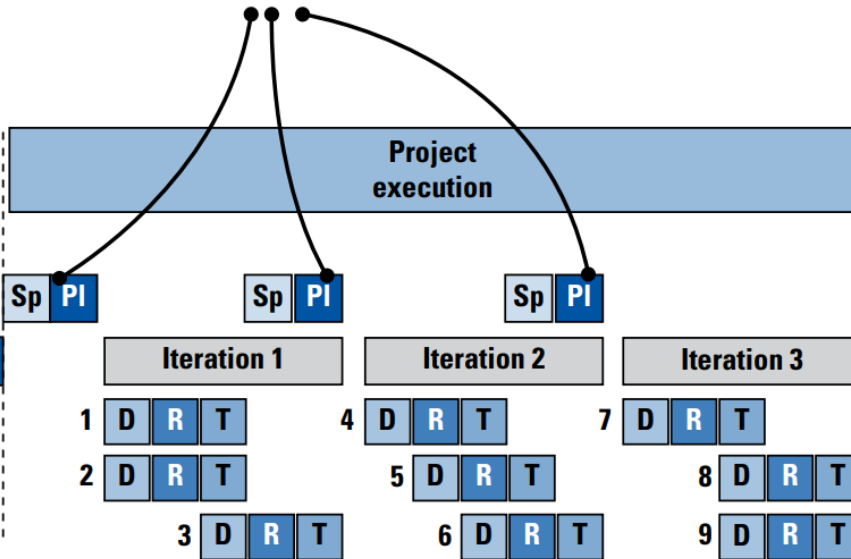 Project
execution
Sp Pl Sp Pl Sp Pl
Iteration 1 Iteration 2 Iteration 3
1 D R T 4 D R T 7 D R T
2 D R T 5 D R T 8 D R T
3 D R T 6 D R T 9 D R T